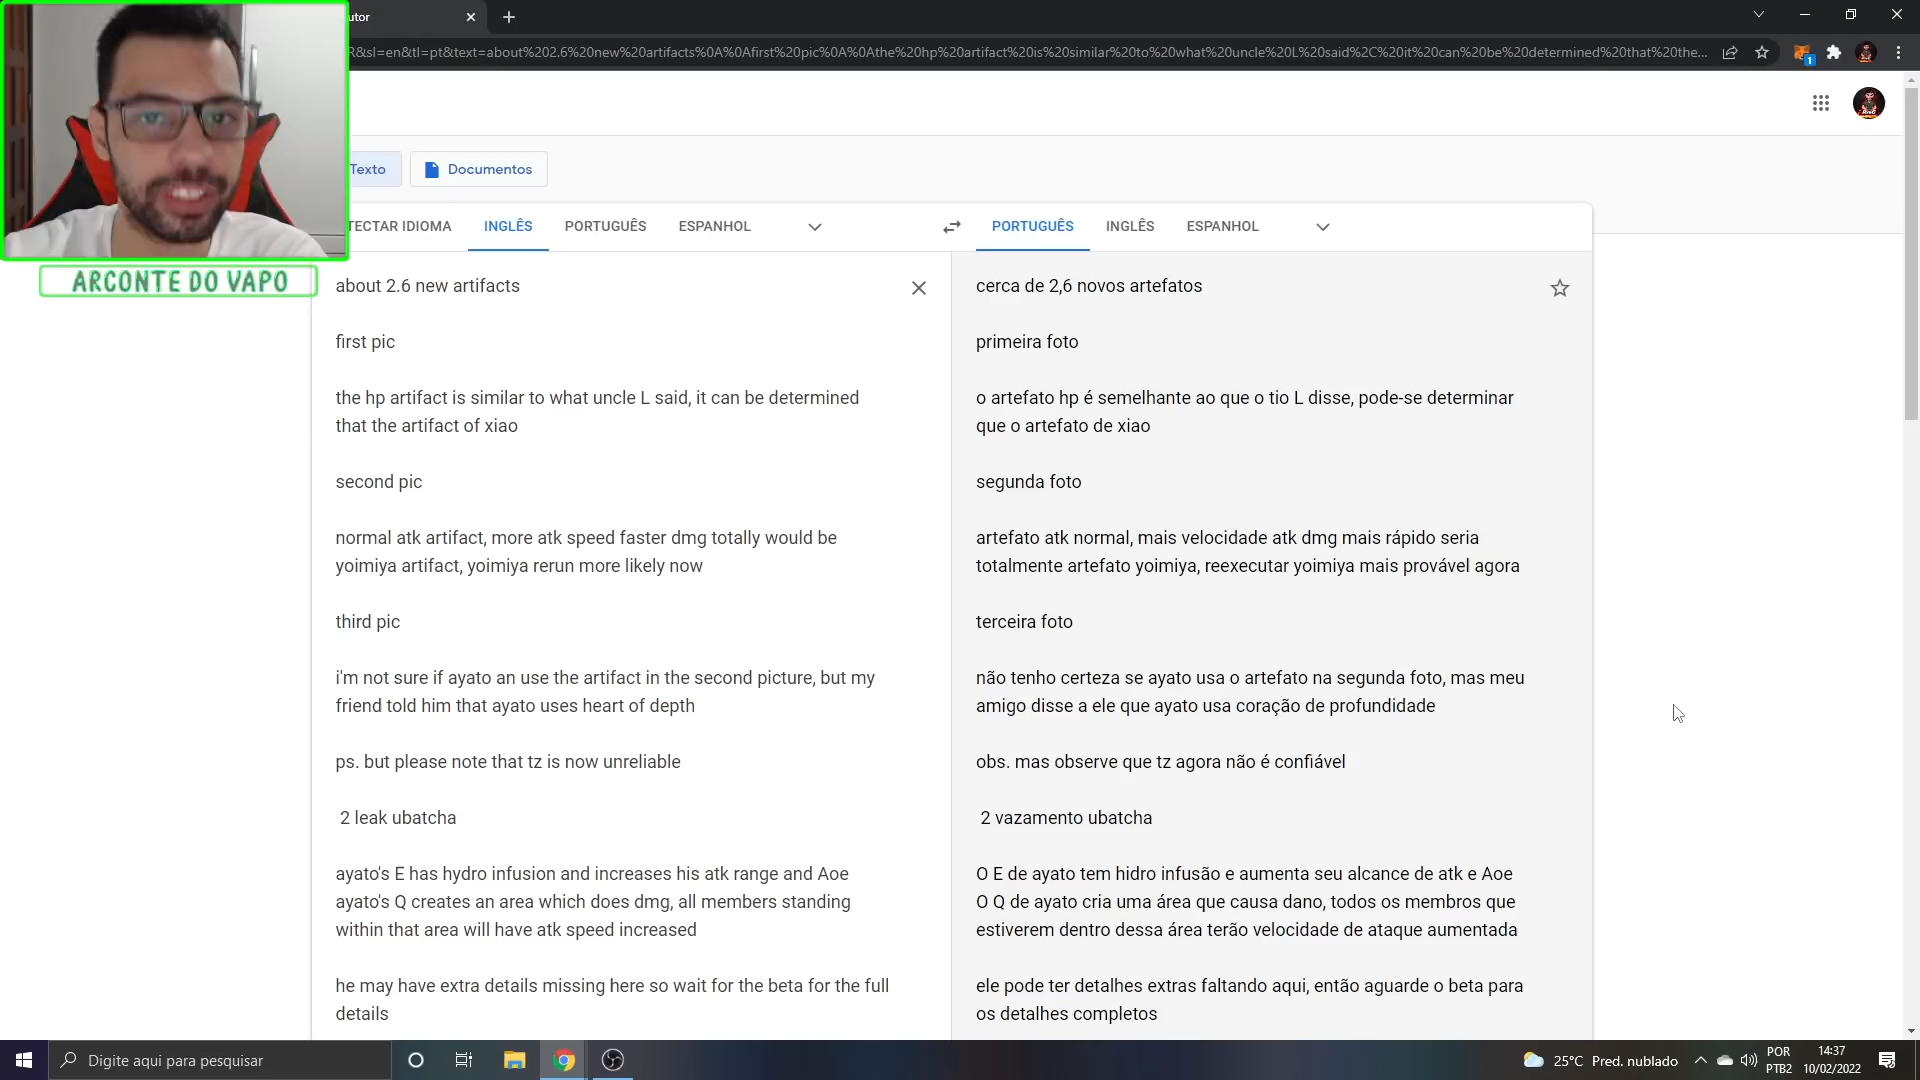 utor
R&sl=en&tl=pt&text=about%202.6%20new%20artifacts%0A%0Afirst%20pic%0A%0Athe%20hp%20artifact%20is%20similar%20to%20what%20uncle%20L%20said%2C%20it%20can%20be%20determined%20that%20the...
1
Texto
Documentos
TECTAR IDIOMA
INGLÊS
PORTUGUÊS
ESPANHOL
PORTUGUÊS
INGLÊS
ESPANHOL
ARCONTE DO VAPO
about 2.6 new artifacts
first pic
the hp artifact is similar to what uncle L said, it can be determined
that the artifact of xiao
second pic
normal atk artifact, more atk speed faster dmg totally would be
yoimiya artifact, yoimiya rerun more likely now
third pic
i'm not sure if ayato an use the artifact in the second picture, but my
friend told him that ayato uses heart of depth
ps. but please note that tz is now unreliable
2 leak ubatcha
ayato's E has hydro infusion and increases his atk range and Aoe
ayato's Q creates an area which does dmg, all members standing
within that area will have atk speed increased
he may have extra details missing here so wait for the beta for the full
details
cerca de 2,6 novos artefatos
primeira foto
o artefato hp é semelhante ao que o tio L disse, pode-se determinar
que o artefato de xiao
segunda foto
artefato atk normal, mais velocidade atk dmg mais rápido seria
totalmente artefato yoimiya, reexecutar yoimiya mais provável agora
terceira foto
não tenho certeza se ayato usa o artefato na segunda foto, mas meu
amigo disse a ele que ayato usa coração de profundidade
obs. mas observe que tz agora não é confiável
2 vazamento ubatcha
O E de ayato tem hidro infusão e aumenta seu alcance de atk e Aoe
O Q de ayato cria uma área que causa dano, todos os membros que
estiverem dentro dessa área terão velocidade de ataque aumentada
ele pode ter detalhes extras faltando aqui, então aguarde o beta para
os detalhes completos
Digite aqui para pesquisar
25°C Pred. nublado
POR
PTB2
14:37
10/02/2022